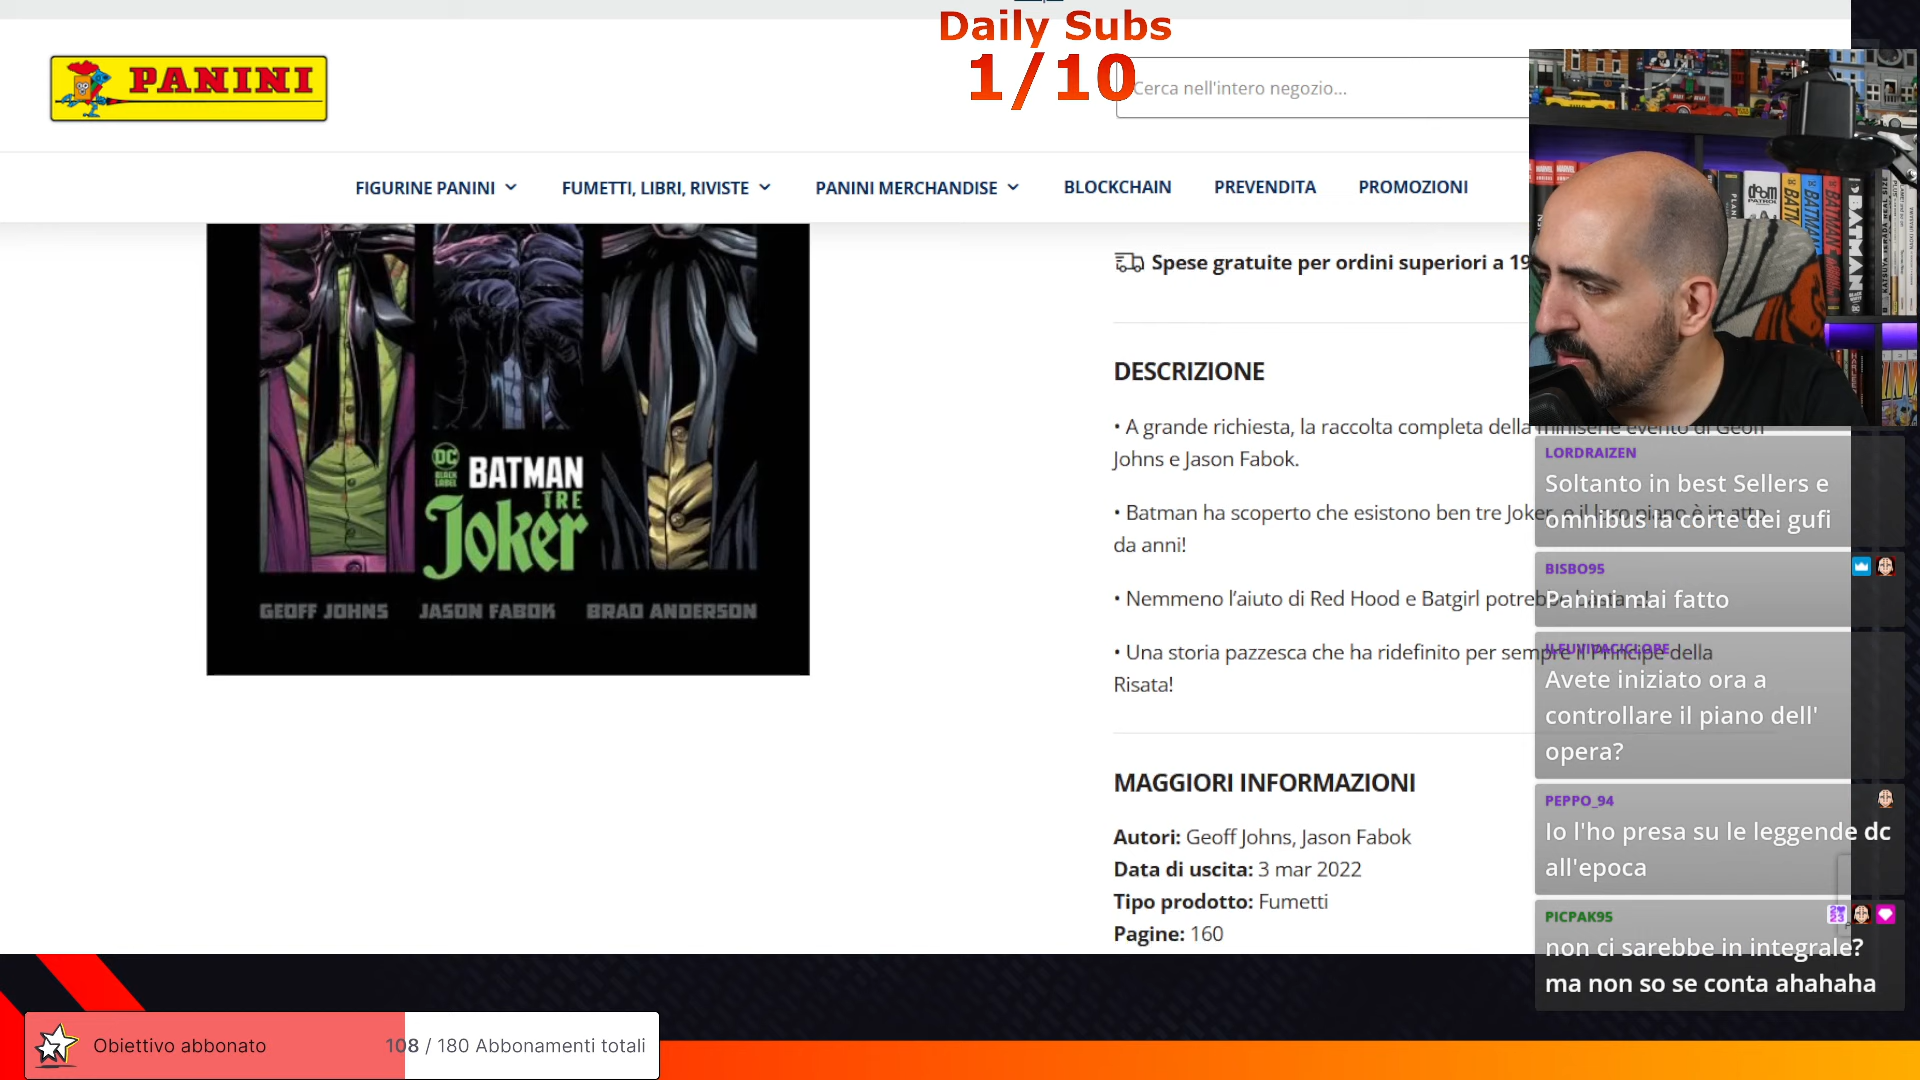 Daily Subs
1/10
PANINI
Cerca nell'intero negozio...
FIGURINE PANINI
FUMETTI, LIBRI, RIVISTE
PANINI MERCHANDISE
BLOCKCHAIN
PREVENDITA
PROMOZIONI
DC
BLACK
LABEL
BATMAN
TRE
Joker
GEOFF JOHNS
JASON FABOK
BRAD ANDERSON
Spese gratuite per ordini superiori a 19
DESCRIZIONE
• A grande richiesta, la raccolta completa della miniserie evento di Geoff
Johns e Jason Fabok.
• Batman ha scoperto che esistono ben tre Joker, e il loro piano è in atto
da anni!
• Nemmeno l'aiuto di Red Hood e Batgirl
• Una storia pazzesca che ha ridefinito per sempre il Principe della
Risata!
MAGGIORI INFORMAZIONI
Autori: Geoff Johns, Jason Fabok
Data di uscita: 3 mar 2022
Tipo prodotto: Fumetti
Pagine: 160
doom
PATROL
BATMAN
BATMAN
BATMAN
BATMAN
LORDRAIZEN
Soltanto in best Sellers e
omnibus la corte dei gufi
BISBO95
Panini mai fatto
Avete iniziato ora a
controllare il piano dell'
opera?
PEPPO_94
Io l'ho presa su le leggende dc
all'epoca
PICPAK95
non ci sarebbe in integrale?
ma non so se conta ahahaha
Obiettivo abbonato
108 / 180 Abbonamenti totali